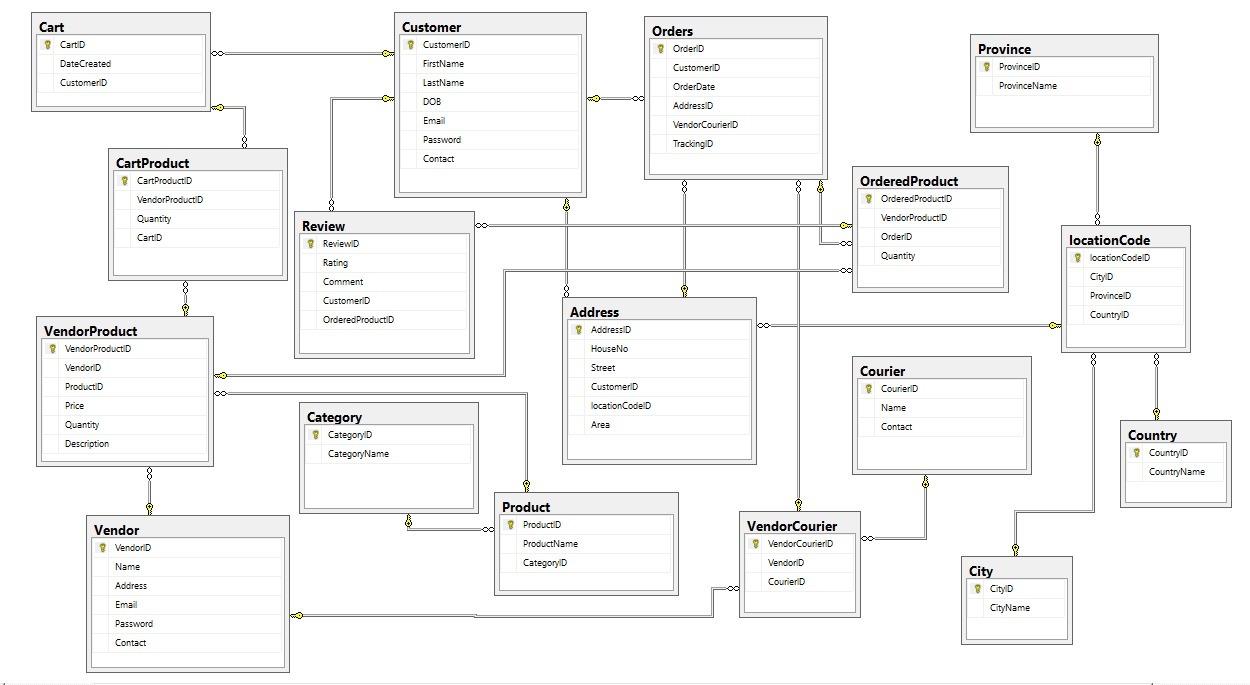 Cart
CartID
DateCreated
CustomerID
Customer
CustomerID
FirstName
LastName
DOB
Email
Password
Contact
Orders
OrderID
CustomerID
OrderDate
AddressID
VendorCourierID
TrackingID
Province
ProvinceID
ProvinceName
CartProduct
CartProductID
VendorProductID
Quantity
CartID
Review
ReviewID
Rating
Comment
CustomerID
OrderedProductID
OrderedProduct
OrderedProductID
VendorProductID
OrderID
Quantity
locationCode
locationCodeID
CityID
ProvinceID
CountryID
VendorProduct
VendorProductID
VendorID
ProductID
Price
Quantity
Description
Address
AddressID
HouseNo
Street
CustomerID
locationCodeID
Area
Courier
CourierID
Name
Contact
Category
CategoryID
CategoryName
Country
CountryID
CountryName
Product
ProductID
ProductName
CategoryID
Vendor
VendorID
Name
Address
Email
Password
Contact
VendorCourier
VendorCourierID
VendorID
CourierID
City
CityID
CityName